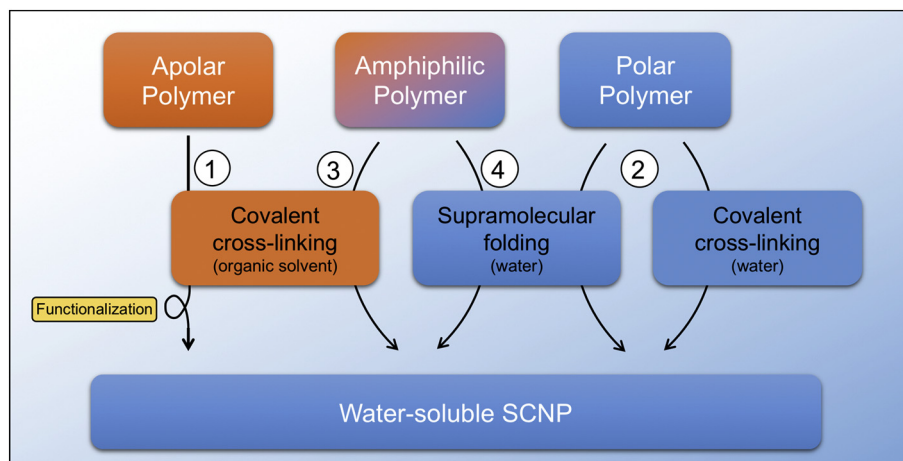 Apolar
Polymer
Amphiphilic
Polymer
Polar
Polymer
1
3
4
2
Covalent
cross-linking
(organic solvent)
Supramolecular
folding
(water)
Covalent
cross-linking
(water)
Functionalization
Water-soluble SCNP